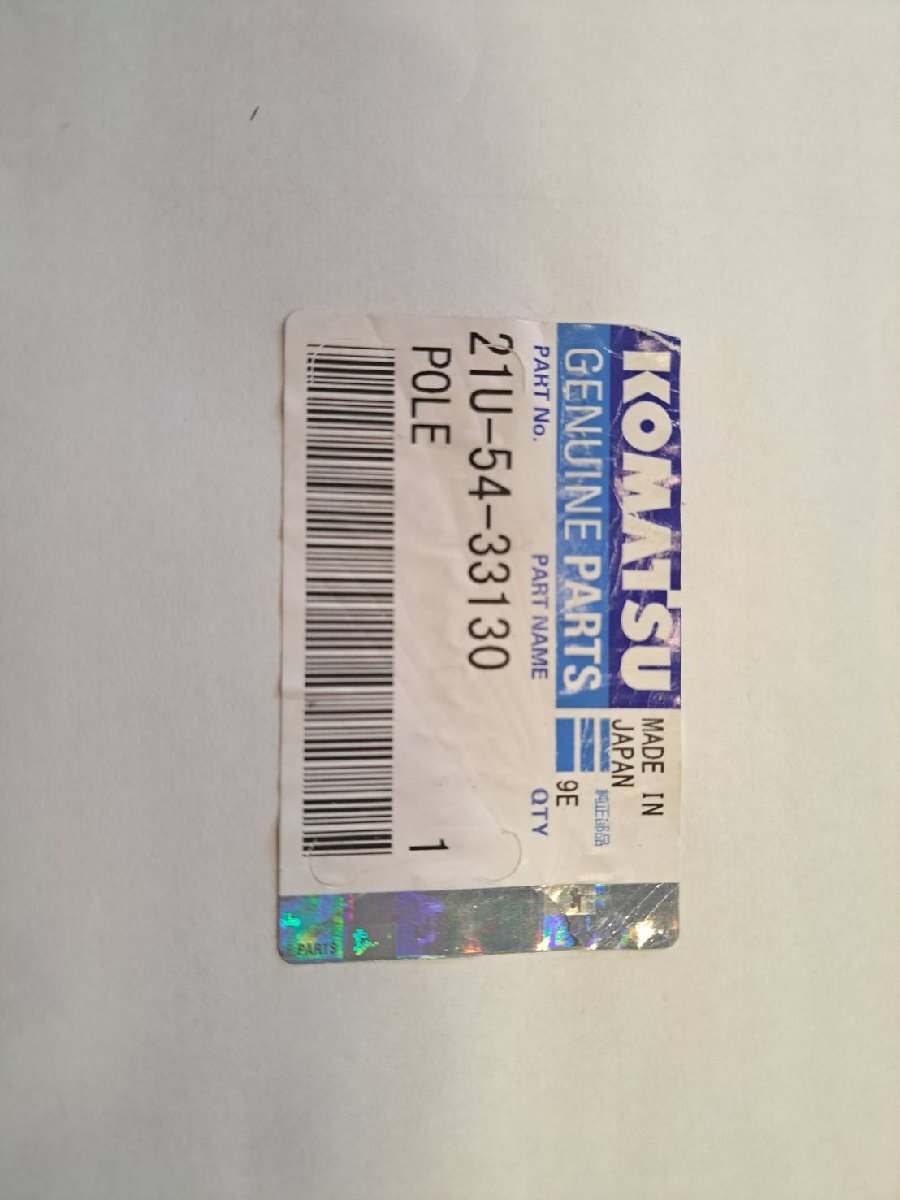 KOMATSU
MADE IN
JAPAN
GENUINE PARTS
9E
PART No.
PART NAME
QTY
21U-54-33130
POLE
1
PARTS